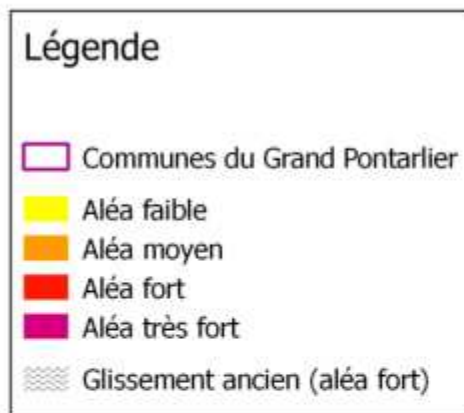 Légende
Communes du Grand Pontarlier
Aléa faible
Aléa moyen
Aléa fort
Aléa très fort
Glissement ancien (aléa fort)